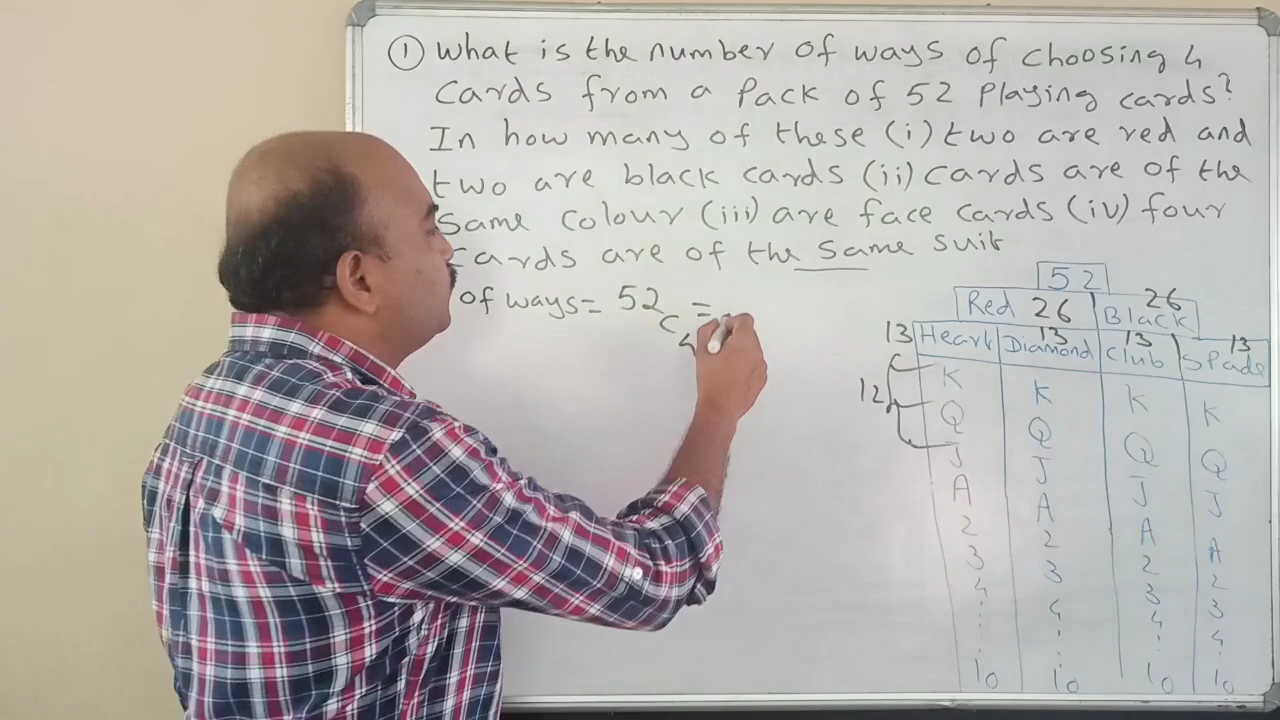 ① What is the number of ways of choosing 4
cards from a pack of 52 Playing cards?
In how many of these (i) two are red and
two are black cards (ii) cards are of the
same colour (iii) are face cards (iv) four
cards are of the same suit
of ways = 52 C 4 =
52
Red 26 Black 26
13 Heart Diamond 13 Club 13 Spade 13
12
K K K K
Q Q Q Q
J J J J
A A A A
2 2 2 2
3 3 3 3
4 4 4 4
10 10 10 10